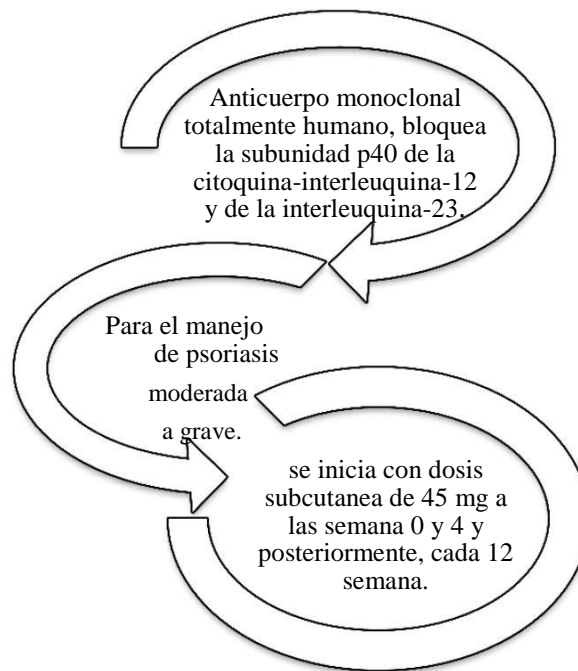 Anticuerpo monoclonal
totalmente humano, bloquea
la subunidad p40 de la
citoquina-interleuquina-12
y de la interleuquina-23.
Para el manejo
de psoriasis
moderada
a grave.
se inicia con dosis
subcutanea de 45 mg a
las semana 0 y 4 y
posteriormente, cada 12
semana.